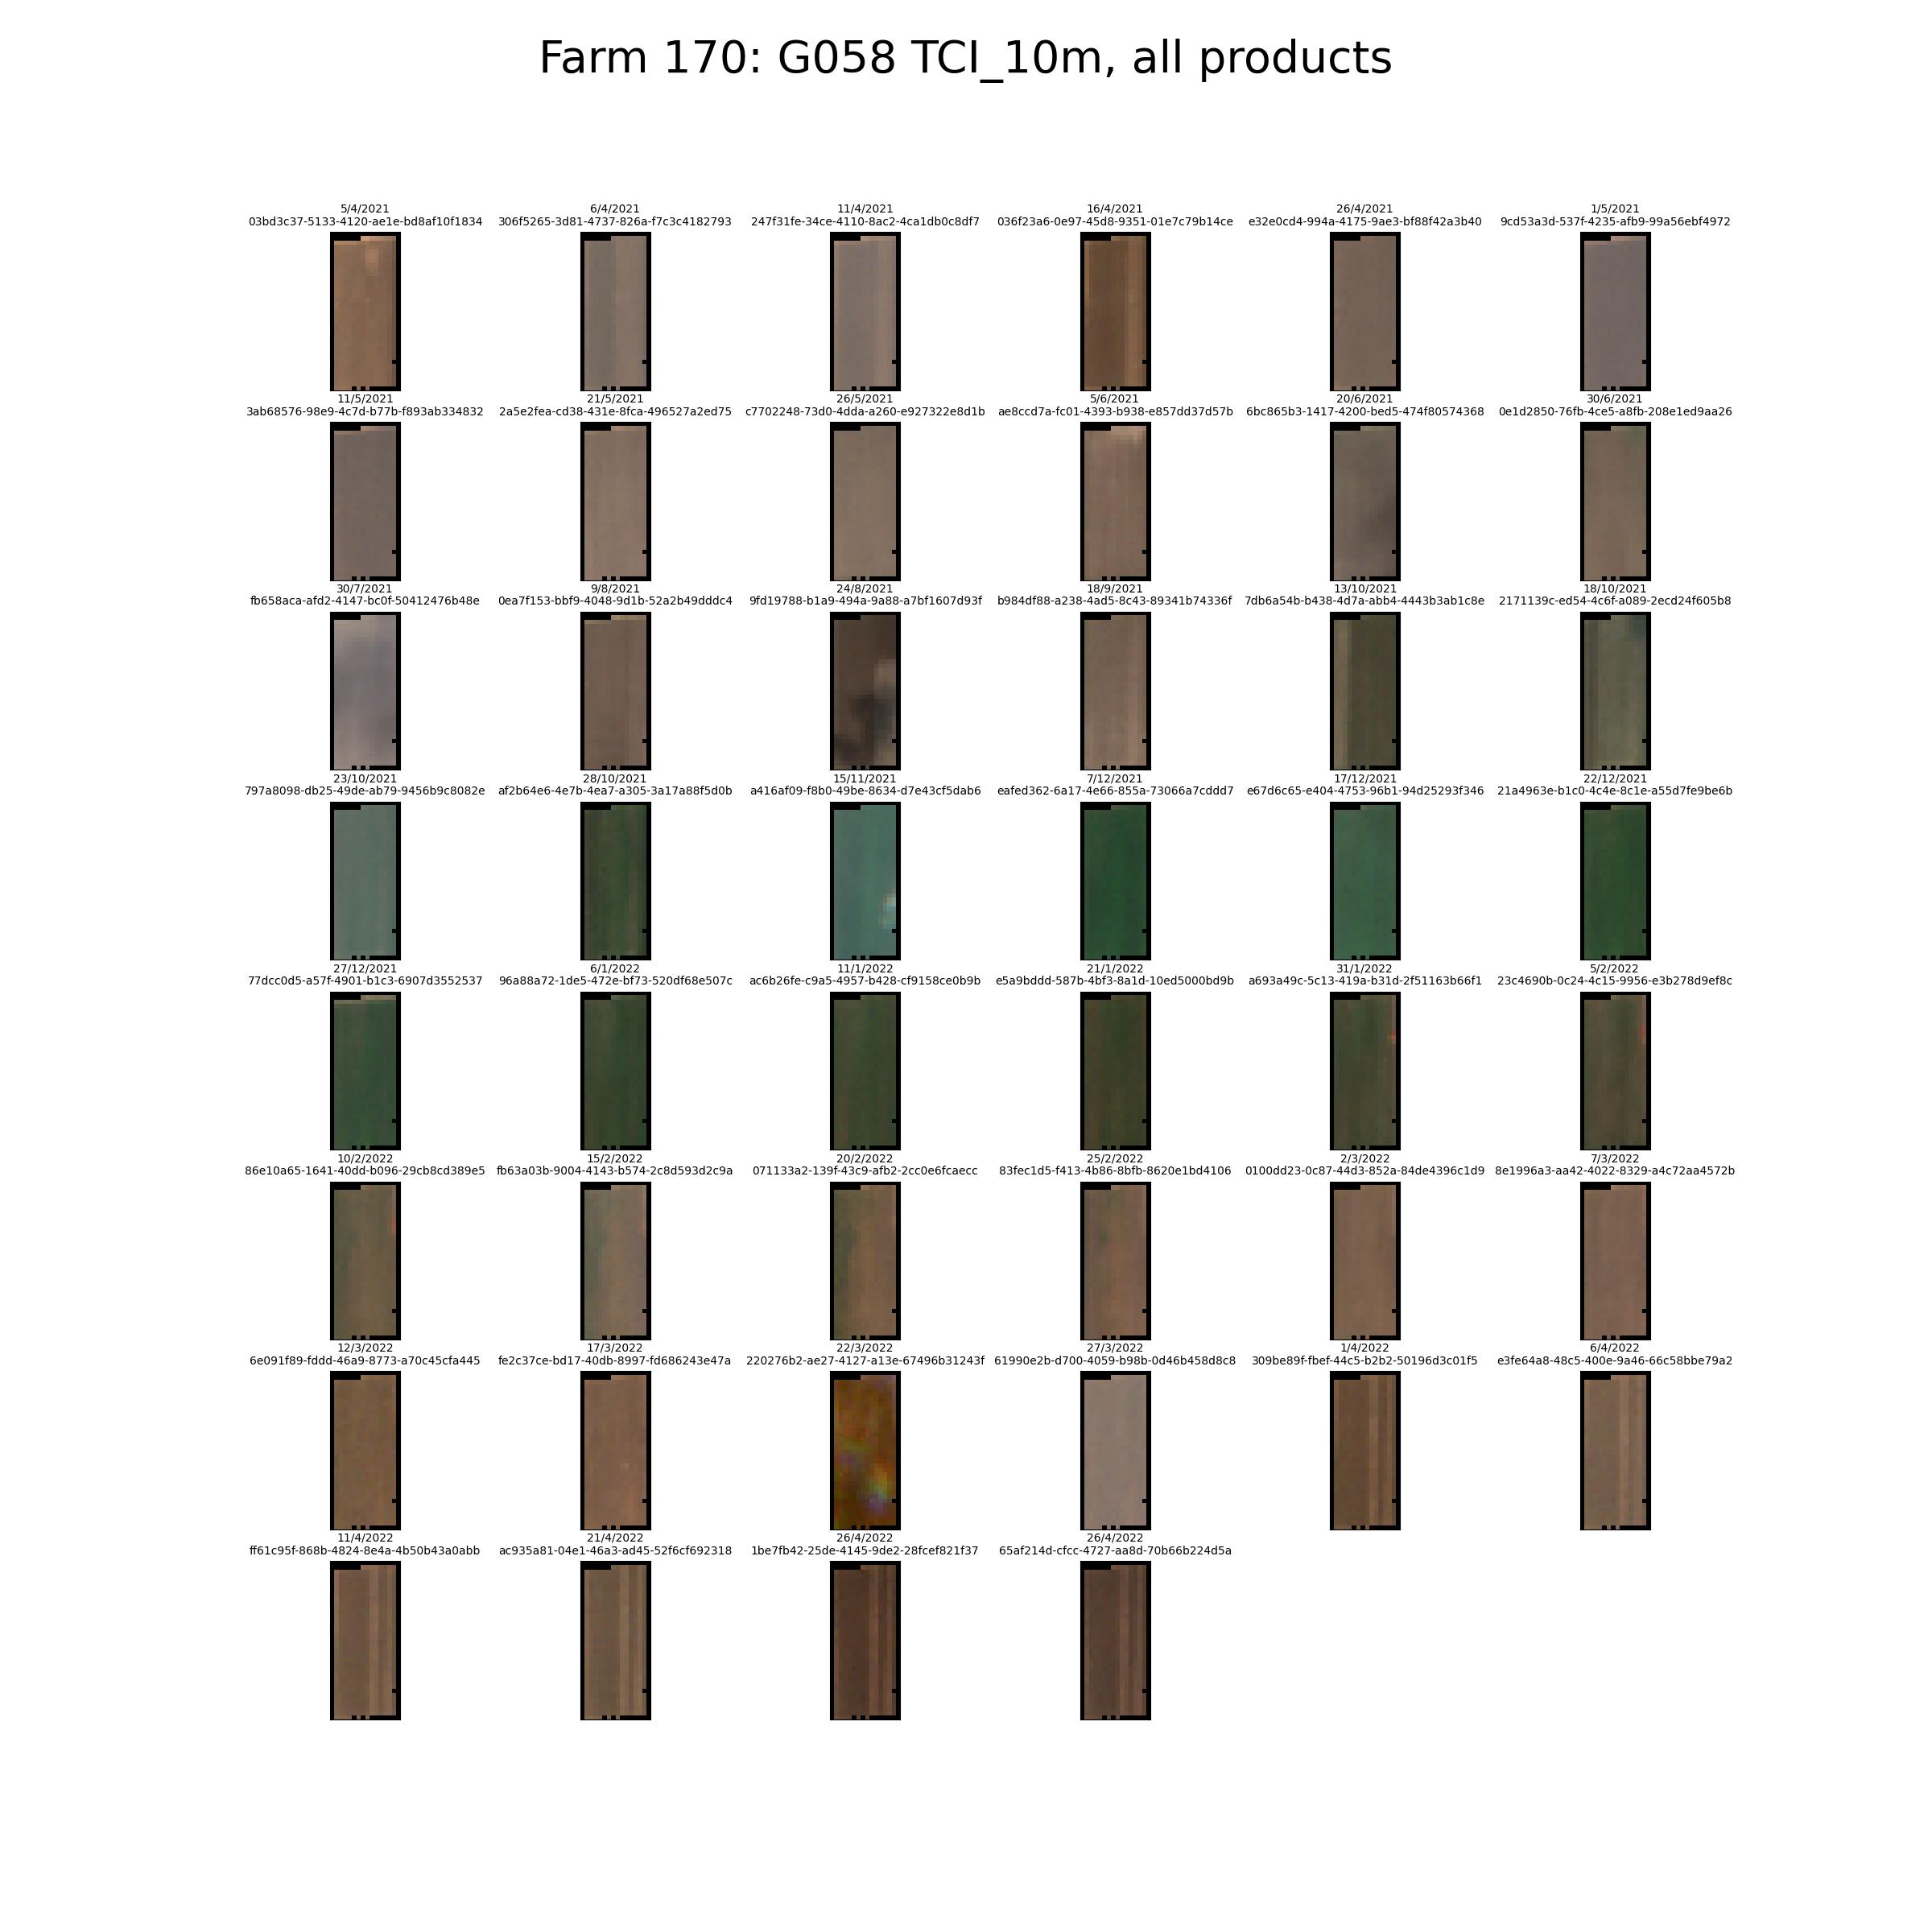 Farm 170: G058 TCI_10m, all products
5/4/2021 6/4/2021 11/4/2021 16/4/2021 26/4/2021 1/5/2021
03bd3c37-5133-4120-ae1e-bd8af10f1834 306f5265-3d81-4737-826a-f7c3c4182793 247f31fe-34ce-4110-8ac2-4ca1db0c8df7 036f23a6-0e97-45d8-9351-01e7c79b14ce e32e0cd4-994a-4175-9ae3-bf88f42a3b40 9cd53a3d-537f-4235-afb9-99a56ebf4972
11/5/2021 21/5/2021 26/5/2021 5/6/2021 20/6/2021 30/6/2021
3ab68576-98e9-4c7d-b77b-f893ab334832 2a5e2fea-cd38-431e-8fca-496527a2ed75 c7702248-73d0-4dda-a260-e927322e8d1b ae8ccd7a-fc01-4393-b938-e857dd37d57b 6bc865b3-1417-4200-bed5-474f80574368 0e1d2850-76fb-4ce5-a8fb-208e1ed9aa26
30/7/2021 9/8/2021 24/8/2021 18/9/2021 13/10/2021 18/10/2021
fb658aca-afd2-4147-bc0f-50412476b48e 0ea7f153-bbf9-4048-9d1b-52a2b49dddc4 9fd19788-b1a9-494a-9a88-a7bf1607d93f b984df88-a238-4ad5-8c43-89341b74336f 7db6a54b-b438-4d7a-abb4-4443b3ab1c8e 2171139c-ed54-4c6f-a089-2ecd24f605b8
23/10/2021 28/10/2021 15/11/2021 7/12/2021 17/12/2021 22/12/2021
797a8098-db25-49de-ab79-9456b9c8082e af2b64e6-4e7b-4ea7-a305-3a17a88f5d0b a416af09-f8b0-49be-8634-d7e43cf5dab6 eafed362-6a17-4e66-855a-73066a7cddd7 e67d6c65-e404-4753-96b1-94d25293f346 21a4963e-b1c0-4c4e-8c1e-a55d7fe9be6b
27/12/2021 6/1/2022 11/1/2022 21/1/2022 31/1/2022 5/2/2022
77dcc0d5-a57f-4901-b1c3-6907d3552537 96a88a72-1de5-472e-bf73-520df68e507c ac6b26fe-c9a5-4957-b428-cf9158ce0b9b e5a9bddd-587b-4bf3-8a1d-10ed5000bd9b a693a49c-5c13-419a-b31d-2f51163b66f1 23c4690b-0c24-4c15-9956-e3b278d9ef8c
10/2/2022 15/2/2022 20/2/2022 25/2/2022 2/3/2022 7/3/2022
86e10a65-1641-40dd-b096-29cb8cd389e5 fb63a03b-9004-4143-b574-2c8d593d2c9a 071133a2-139f-43c9-afb2-2cc0e6fcaecc 83fec1d5-f413-4b86-8bfb-8620e1bd4106 0100dd23-0c87-44d3-852a-84de4396c1d9 8e1996a3-aa42-4022-8329-a4c72aa4572b
12/3/2022 17/3/2022 22/3/2022 27/3/2022 1/4/2022 6/4/2022
6e091f89-fddd-46a9-8773-a70c45cfa445 fe2c37ce-bd17-40db-8997-fd686243e47a 220276b2-ae27-4127-a13e-67496b31243f 61990e2b-d700-4059-b98b-0d46b458d8c8 309be89f-fbef-44c5-b2b2-50196d3c01f5 e3fe64a8-48c5-400e-9a46-66c58bbe79a2
11/4/2022 21/4/2022 26/4/2022 26/4/2022
ff61c95f-868b-4824-8e4a-4b50b43a0abb ac935a81-04e1-46a3-ad45-52f6cf692318 1be7fb42-25de-4145-9de2-28fcef821f37 65af214d-cfcc-4727-aa8d-70b66b224d5a